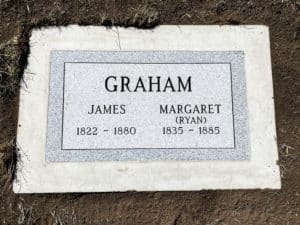 GRAHAM
JAMES MARGARET
(RYAN)
1822 - 1880 1835 - 1885